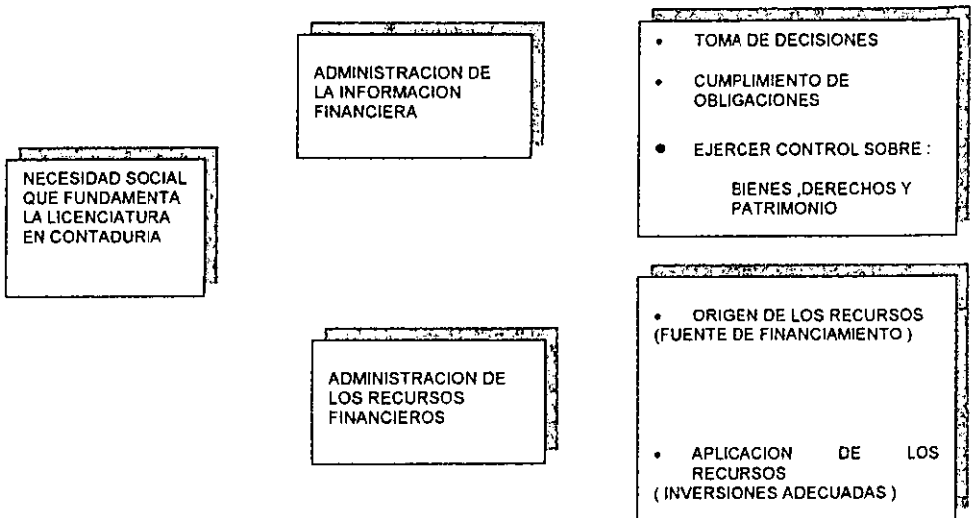 NECESIDAD SOCIAL
QUE FUNDAMENTA
LA LICENCIATURA
EN CONTADURIA
ADMINISTRACION DE
LA INFORMACION
FINANCIERA
• TOMA DE DECISIONES
• CUMPLIMIENTO DE
OBLIGACIONES
• EJERCER CONTROL SOBRE :
BIENES ,DERECHOS Y
PATRIMONIO
ADMINISTRACION DE
LOS RECURSOS
FINANCIEROS
• ORIGEN DE LOS RECURSOS
(FUENTE DE FINANCIAMIENTO )
• APLICACION DE LOS
RECURSOS
( INVERSIONES ADECUADAS )